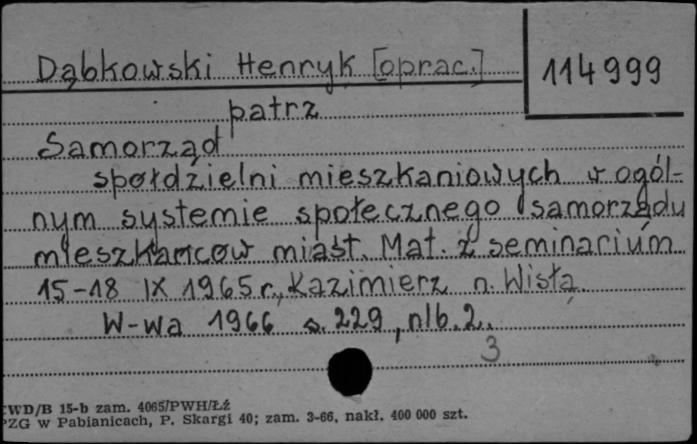 Dąbkowski Henryk [oprac.]
114999
patrz
Samorząd
spółdzielni mieszkaniowych w ogól-
nym systemie społecznego samorządu
mieszkańców miast. Mat. z seminarium
15-18 IX 1965 r., Kazimierz n. Wisłą
W-wa 1966 s. 229, nlb. 2.
3
WD/B 15-b zam. 4065/PWH/Łź
PZG w Pabianicach, P. Skargi 40; zam. 3-66, nakł. 400 000 szt.